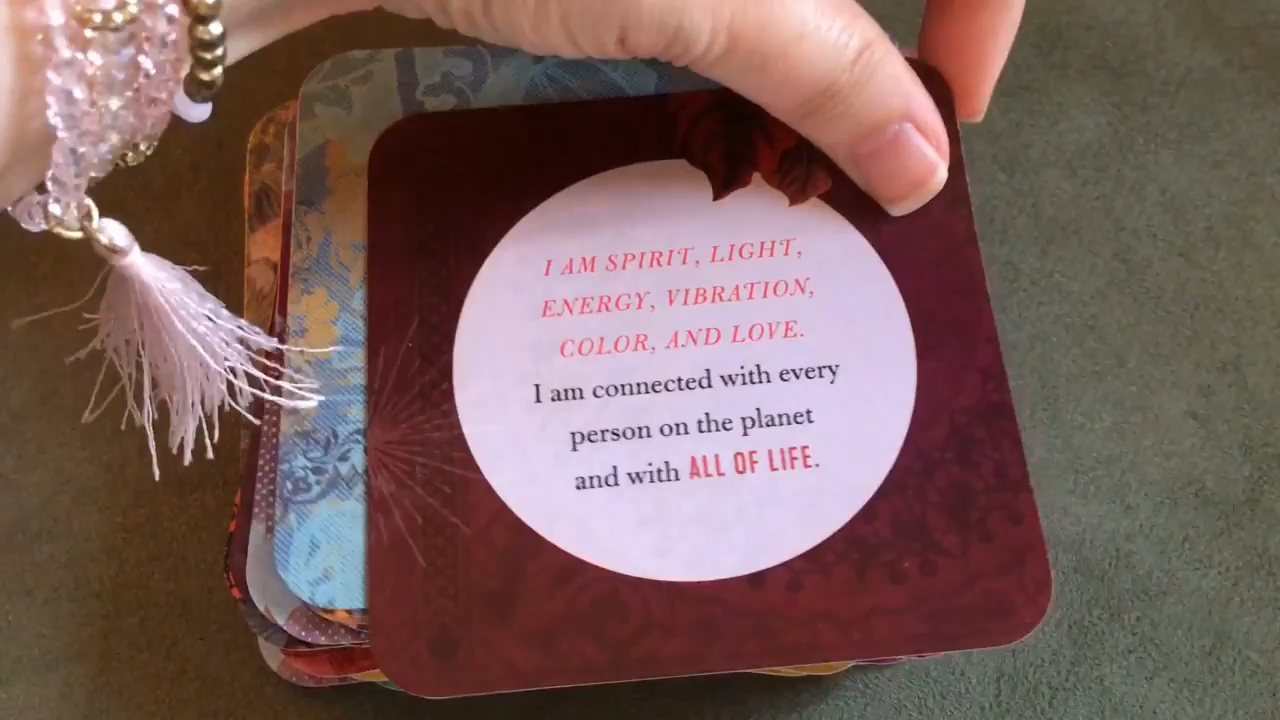 I AM SPIRIT, LIGHT,
ENERGY, VIBRATION,
COLOR, AND LOVE.
I am connected with every
person on the planet
and with ALL OF LIFE.